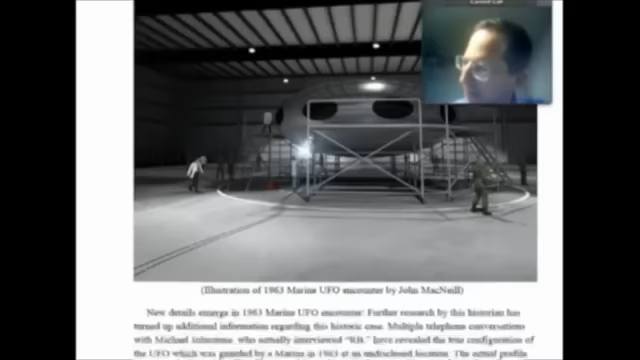 (Illustration of 1963 Marine UFO encounter by John MacNeill)
New details emerge in 1963 Marine UFO encounter: Further research by this historian has
turned up additional information regarding this historic case. Multiple telephone conversations
with Michael who actually interviewed "R.B." have revealed the true configuration of
the UFO which was guarded by a Marine in 1963 at an undisclosed location. The actual profile